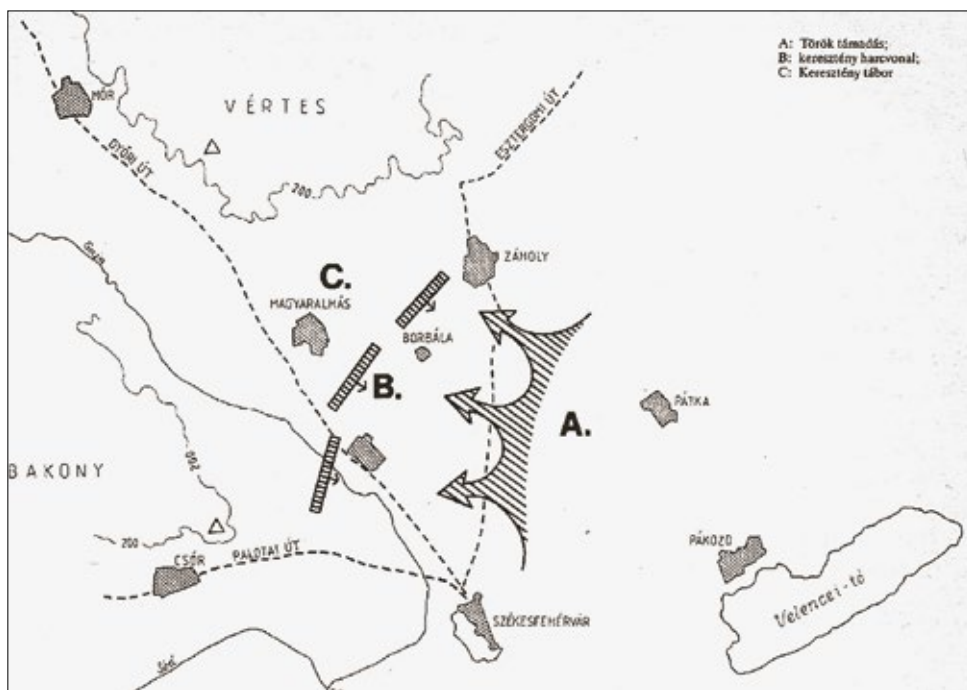 A: Török támadás;
B: keresztény harcvonal;
C: Keresztény tábor
MÓR
VÉRTES
GYŐRI ÚT
ESZTERGOMI ÚT
200
ZÁMOLY
C.
MAGYARALMÁS
BORBÁLA
B.
A.
PÁTKA
200
BAKONY
200
CSÓR
PALOTAI ÚT
PÁKOZD
Velencei-tó
SZÉKESFEHÉRVÁR